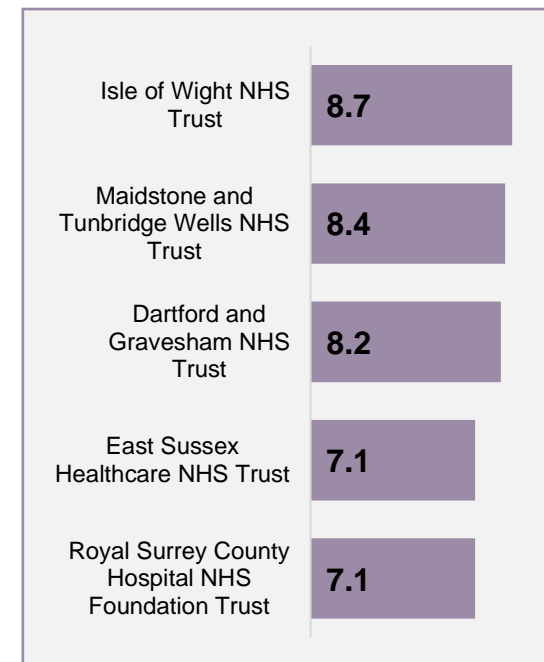 Isle of Wight NHS
Trust
8.7
Maidstone and
Tunbridge Wells NHS
Trust
8.4
Dartford and
Gravesham NHS
Trust
8.2
East Sussex
Healthcare NHS Trust
7.1
Royal Surrey County
Hospital NHS
Foundation Trust
7.1